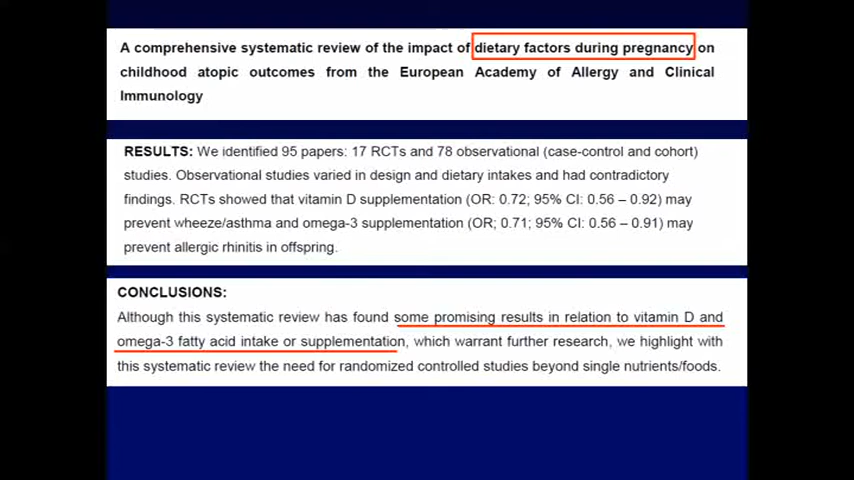 A comprehensive systematic review of the impact of dietary factors during pregnancy on
childhood atopic outcomes from the European Academy of Allergy and Clinical
Immunology
RESULTS: We identified 95 papers: 17 RCTs and 78 observational (case-control and cohort)
studies. Observational studies varied in design and dietary intakes and had contradictory
findings. RCTs showed that vitamin D supplementation (OR: 0.72; 95% CI: 0.56 – 0.92) may
prevent wheeze/asthma and omega-3 supplementation (OR; 0.71; 95% CI: 0.56 – 0.91) may
prevent allergic rhinitis in offspring.
CONCLUSIONS:
Although this systematic review has found some promising results in relation to vitamin D and
omega-3 fatty acid intake or supplementation, which warrant further research, we highlight with
this systematic review the need for randomized controlled studies beyond single nutrients/foods.